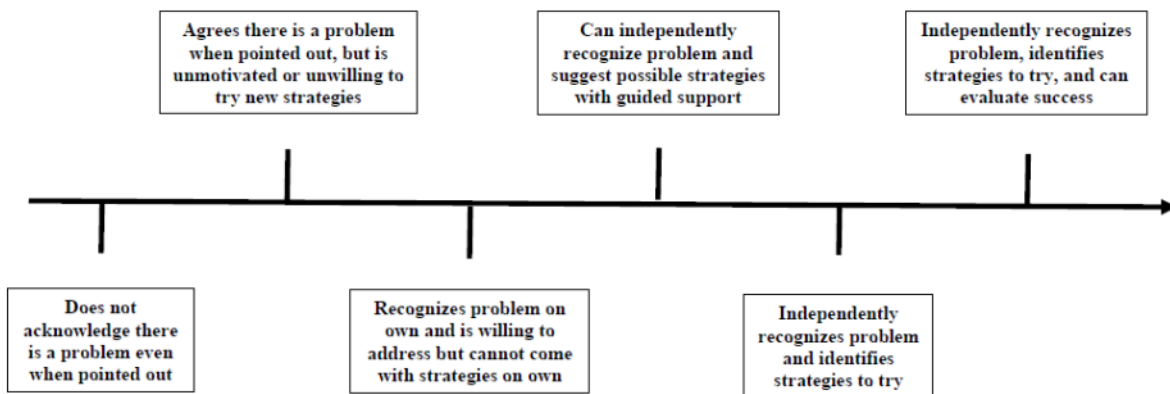 Agrees there is a problem
when pointed out, but is
unmotivated or unwilling to
try new strategies
Can independently
recognize problem and
suggest possible strategies
with guided support
Independently recognizes
problem, identifies
strategies to try, and can
evaluate success
Does not
acknowledge there
is a problem even
when pointed out
Recognizes problem on
own and is willing to
address but cannot come
with strategies on own
Independently
recognizes problem
and identifies
strategies to try